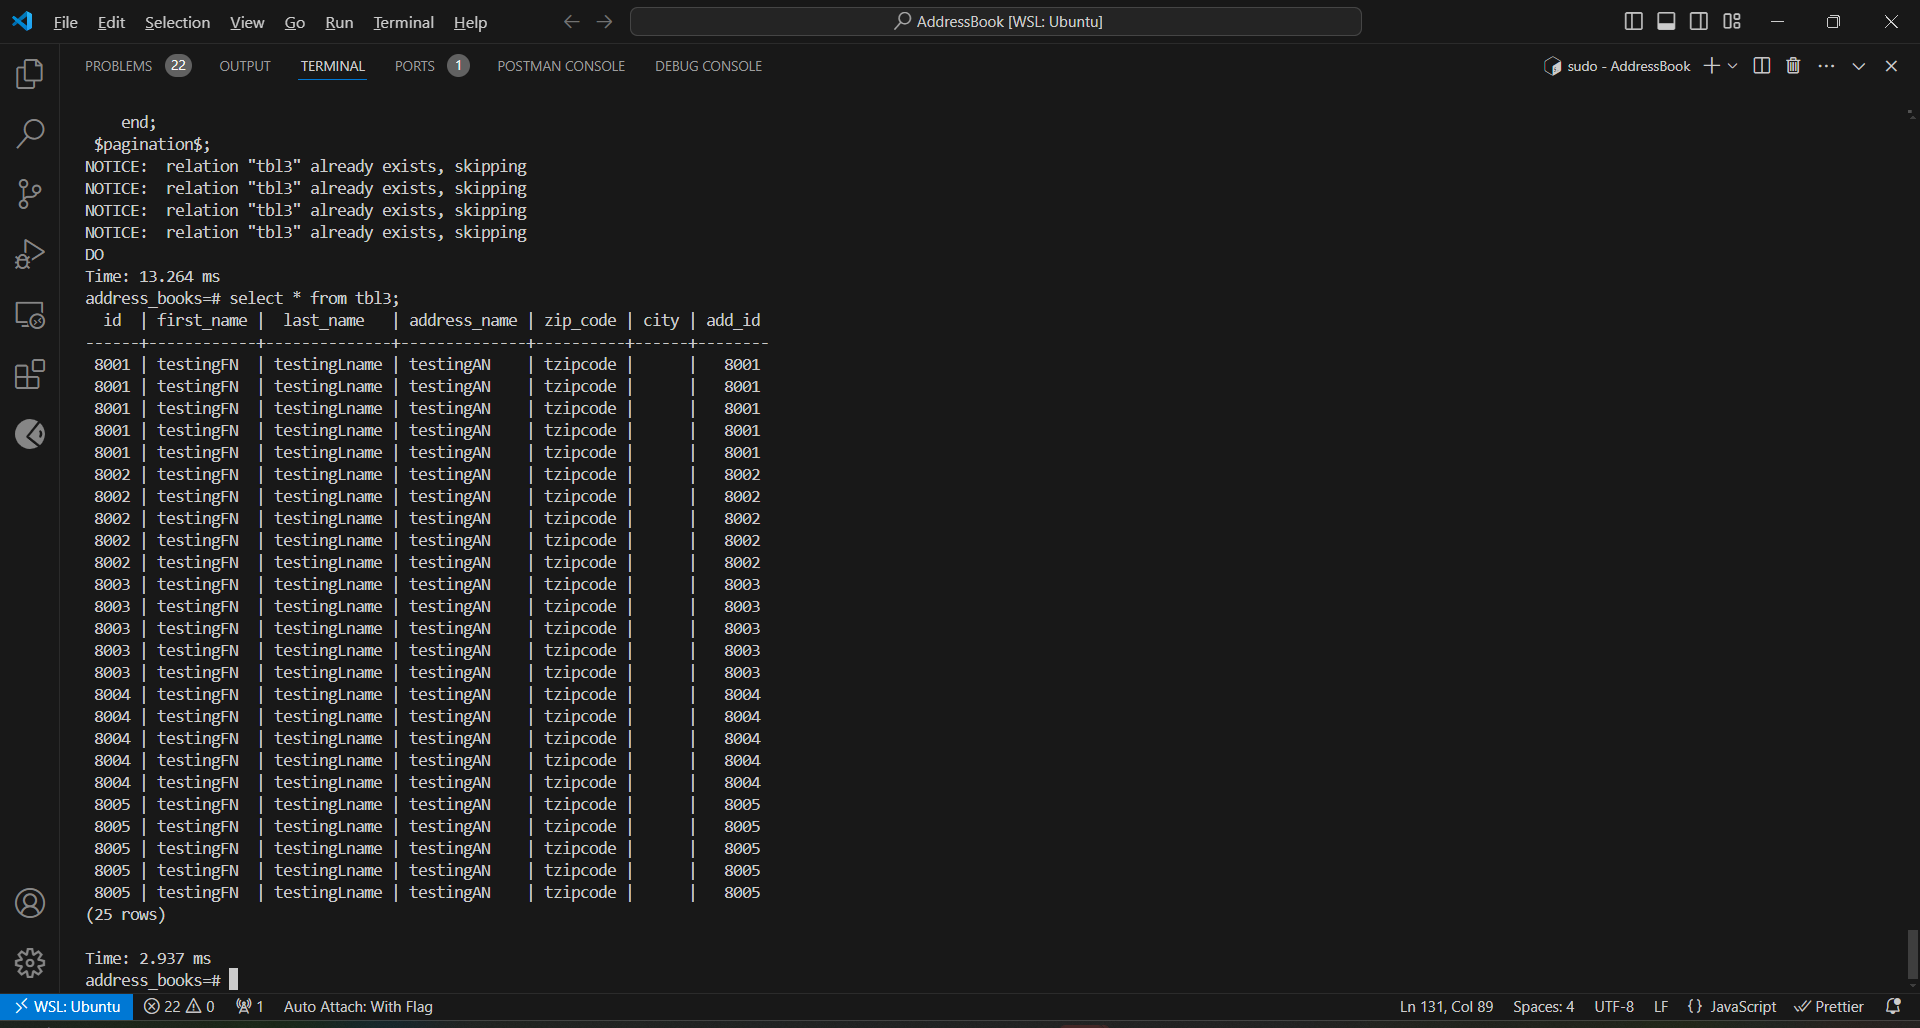 File Edit Selection View Go Run Terminal Help AddressBook [WSL: Ubuntu]
PROBLEMS 22 OUTPUT TERMINAL PORTS 1 POSTMAN CONSOLE DEBUG CONSOLE sudo - AddressBook
end;
$pagination$;
NOTICE:  relation "tbl3" already exists, skipping
NOTICE:  relation "tbl3" already exists, skipping
NOTICE:  relation "tbl3" already exists, skipping
NOTICE:  relation "tbl3" already exists, skipping
DO
Time: 13.264 ms
address_books=# select * from tbl3;
  id  | first_name |  last_name   | address_name | zip_code | city | add_id
------+------------+--------------+--------------+----------+------+--------
 8001 | testingFN  | testingLname | testingAN    | tzipcode |      |   8001
 8001 | testingFN  | testingLname | testingAN    | tzipcode |      |   8001
 8001 | testingFN  | testingLname | testingAN    | tzipcode |      |   8001
 8001 | testingFN  | testingLname | testingAN    | tzipcode |      |   8001
 8001 | testingFN  | testingLname | testingAN    | tzipcode |      |   8001
 8002 | testingFN  | testingLname | testingAN    | tzipcode |      |   8002
 8002 | testingFN  | testingLname | testingAN    | tzipcode |      |   8002
 8002 | testingFN  | testingLname | testingAN    | tzipcode |      |   8002
 8002 | testingFN  | testingLname | testingAN    | tzipcode |      |   8002
 8002 | testingFN  | testingLname | testingAN    | tzipcode |      |   8002
 8003 | testingFN  | testingLname | testingAN    | tzipcode |      |   8003
 8003 | testingFN  | testingLname | testingAN    | tzipcode |      |   8003
 8003 | testingFN  | testingLname | testingAN    | tzipcode |      |   8003
 8003 | testingFN  | testingLname | testingAN    | tzipcode |      |   8003
 8003 | testingFN  | testingLname | testingAN    | tzipcode |      |   8003
 8004 | testingFN  | testingLname | testingAN    | tzipcode |      |   8004
 8004 | testingFN  | testingLname | testingAN    | tzipcode |      |   8004
 8004 | testingFN  | testingLname | testingAN    | tzipcode |      |   8004
 8004 | testingFN  | testingLname | testingAN    | tzipcode |      |   8004
 8004 | testingFN  | testingLname | testingAN    | tzipcode |      |   8004
 8005 | testingFN  | testingLname | testingAN    | tzipcode |      |   8005
 8005 | testingFN  | testingLname | testingAN    | tzipcode |      |   8005
 8005 | testingFN  | testingLname | testingAN    | tzipcode |      |   8005
 8005 | testingFN  | testingLname | testingAN    | tzipcode |      |   8005
 8005 | testingFN  | testingLname | testingAN    | tzipcode |      |   8005
(25 rows)
Time: 2.937 ms
address_books=#
WSL: Ubuntu 22 0 1 Auto Attach: With Flag Ln 131, Col 89 Spaces: 4 UTF-8 LF {} JavaScript Prettier